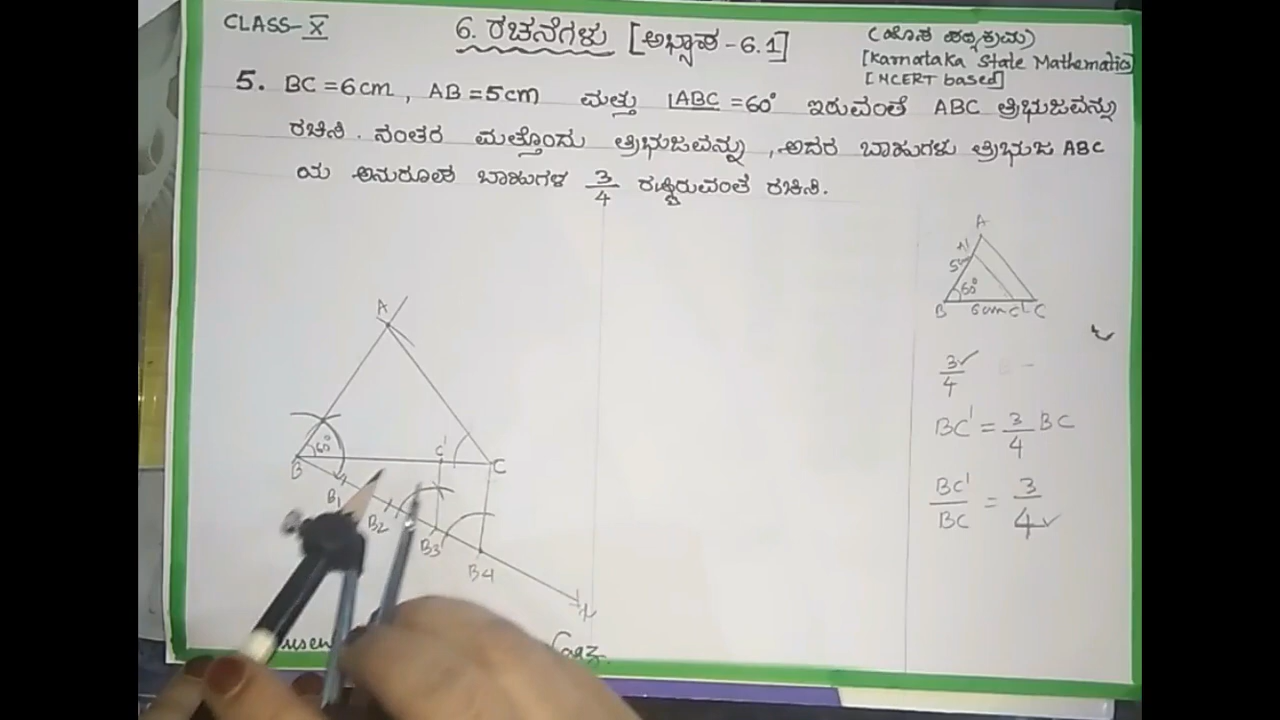 CLASS-X
6. ರಚನೆಗಳು [ಅಭ್ಯಾಸ-6.1]
(ಹೊಸ ಪಠ್ಯಕ್ರಮ)
[Karnataka State Mathematics]
[NCERT based]
5. BC=6cm, AB=5cm ಮತ್ತು ∠ABC=60° ಇರುವಂತೆ ABC ತ್ರಿಭುಜವನ್ನು
ರಚಿಸಿ. ನಂತರ ಮತ್ತೊಂದು ತ್ರಿಭುಜವನ್ನು, ಅದರ ಬಾಹುಗಳು ತ್ರಿಭುಜ ABC
ಯ ಅನುರೂಪ ಬಾಹುಗಳ 3/4 ರಷ್ಟಿರುವಂತೆ ರಚಿಸಿ.
A
A'
5cm
60°
B 6cm C' C
3/4
BC' = 3/4 BC
BC'/BC = 3/4
A
60°
B C' C
B1
B2
B3
B4